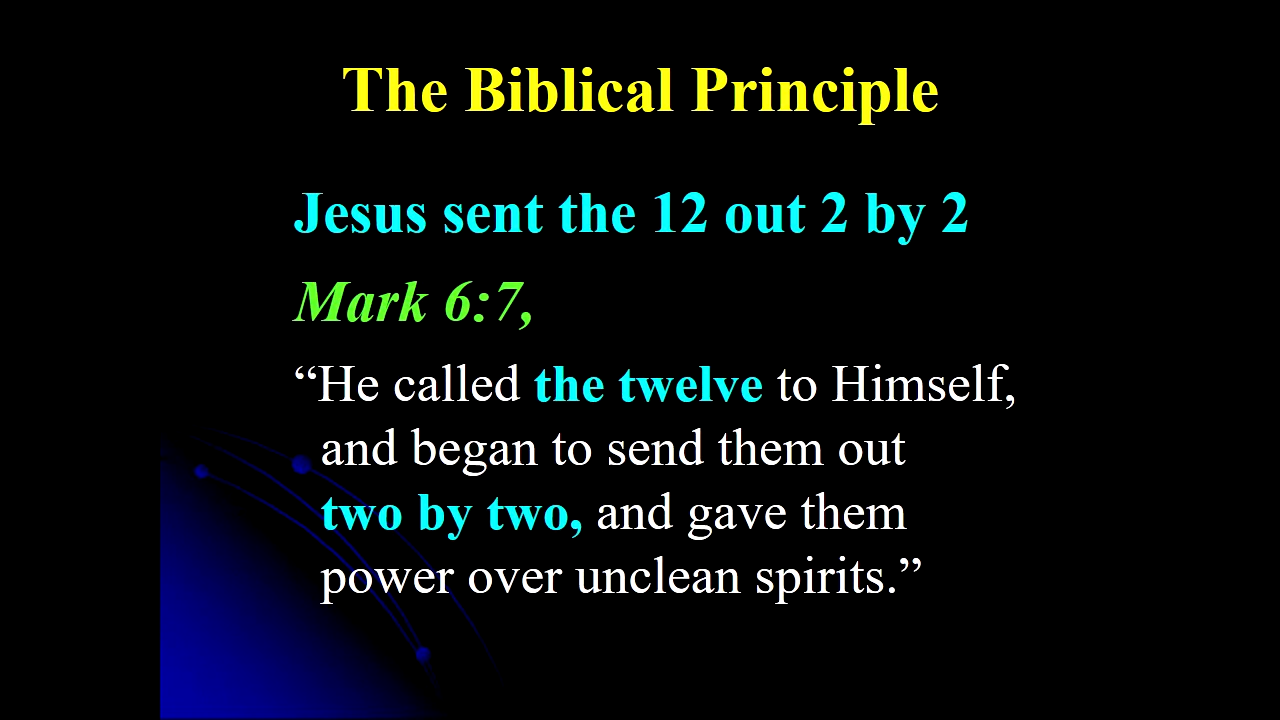 The Biblical Principle
Jesus sent the 12 out 2 by 2
Mark 6:7,
“He called the twelve to Himself,
and began to send them out
two by two, and gave them
power over unclean spirits.”